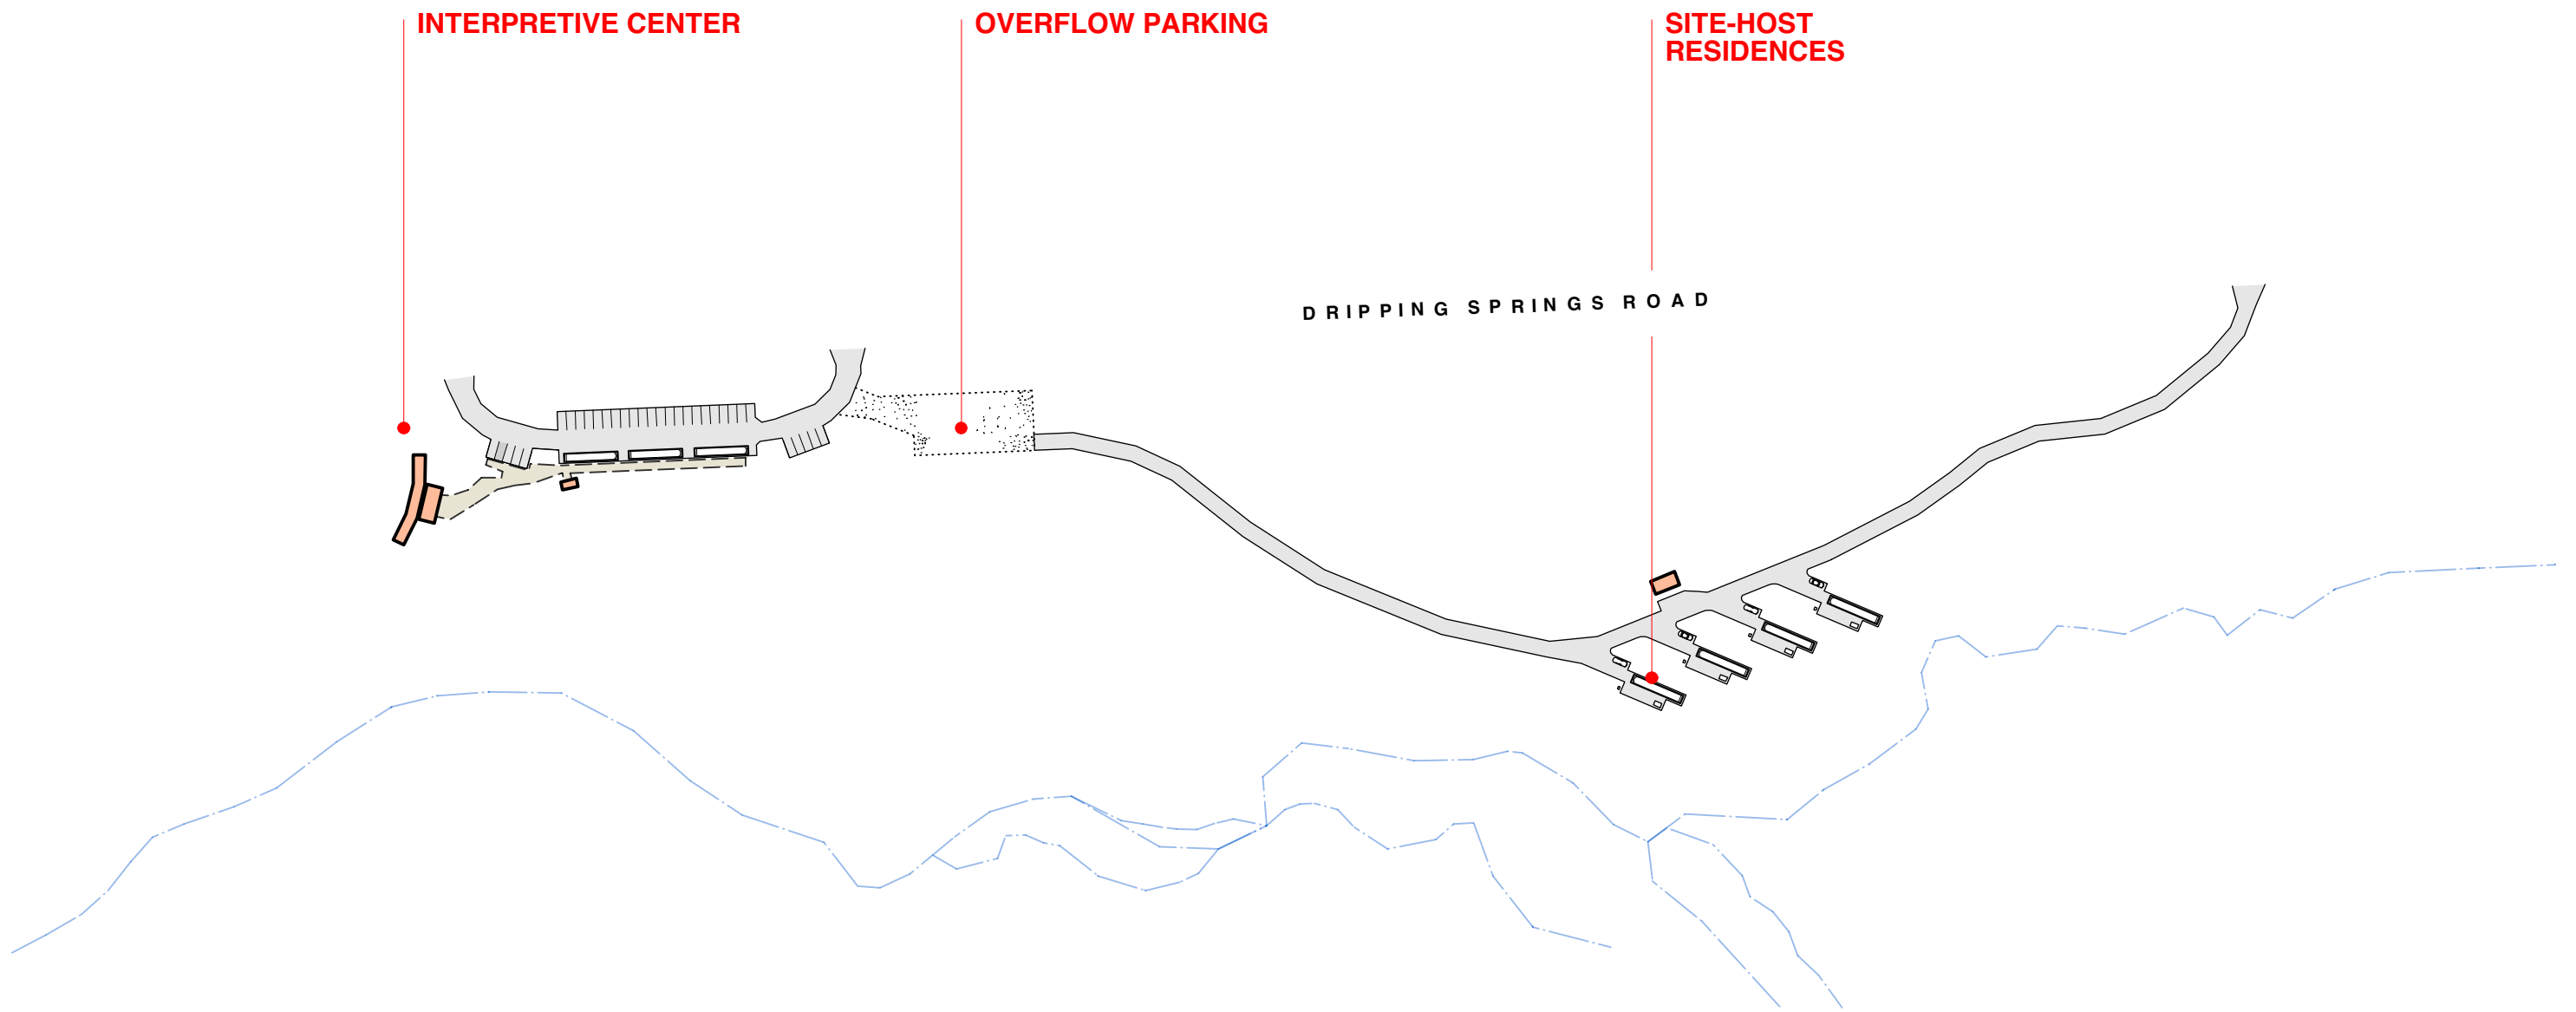 INTERPRETIVE CENTER
OVERFLOW PARKING
SITE-HOST
RESIDENCES
DRIPPING SPRINGS ROAD